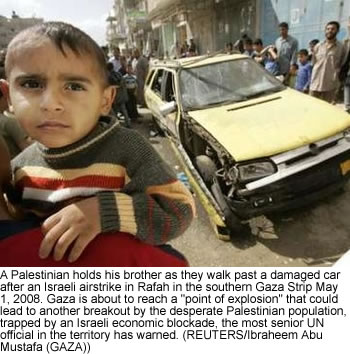 A Palestinian holds his brother as they walk past a damaged car
after an Israeli airstrike in Rafah in the southern Gaza Strip May
1, 2008. Gaza is about to reach a "point of explosion" that could
lead to another breakout by the desperate Palestinian population,
trapped by an Israeli economic blockade, the most senior UN
official in the territory has warned. (REUTERS/Ibraheem Abu
Mustafa (GAZA))